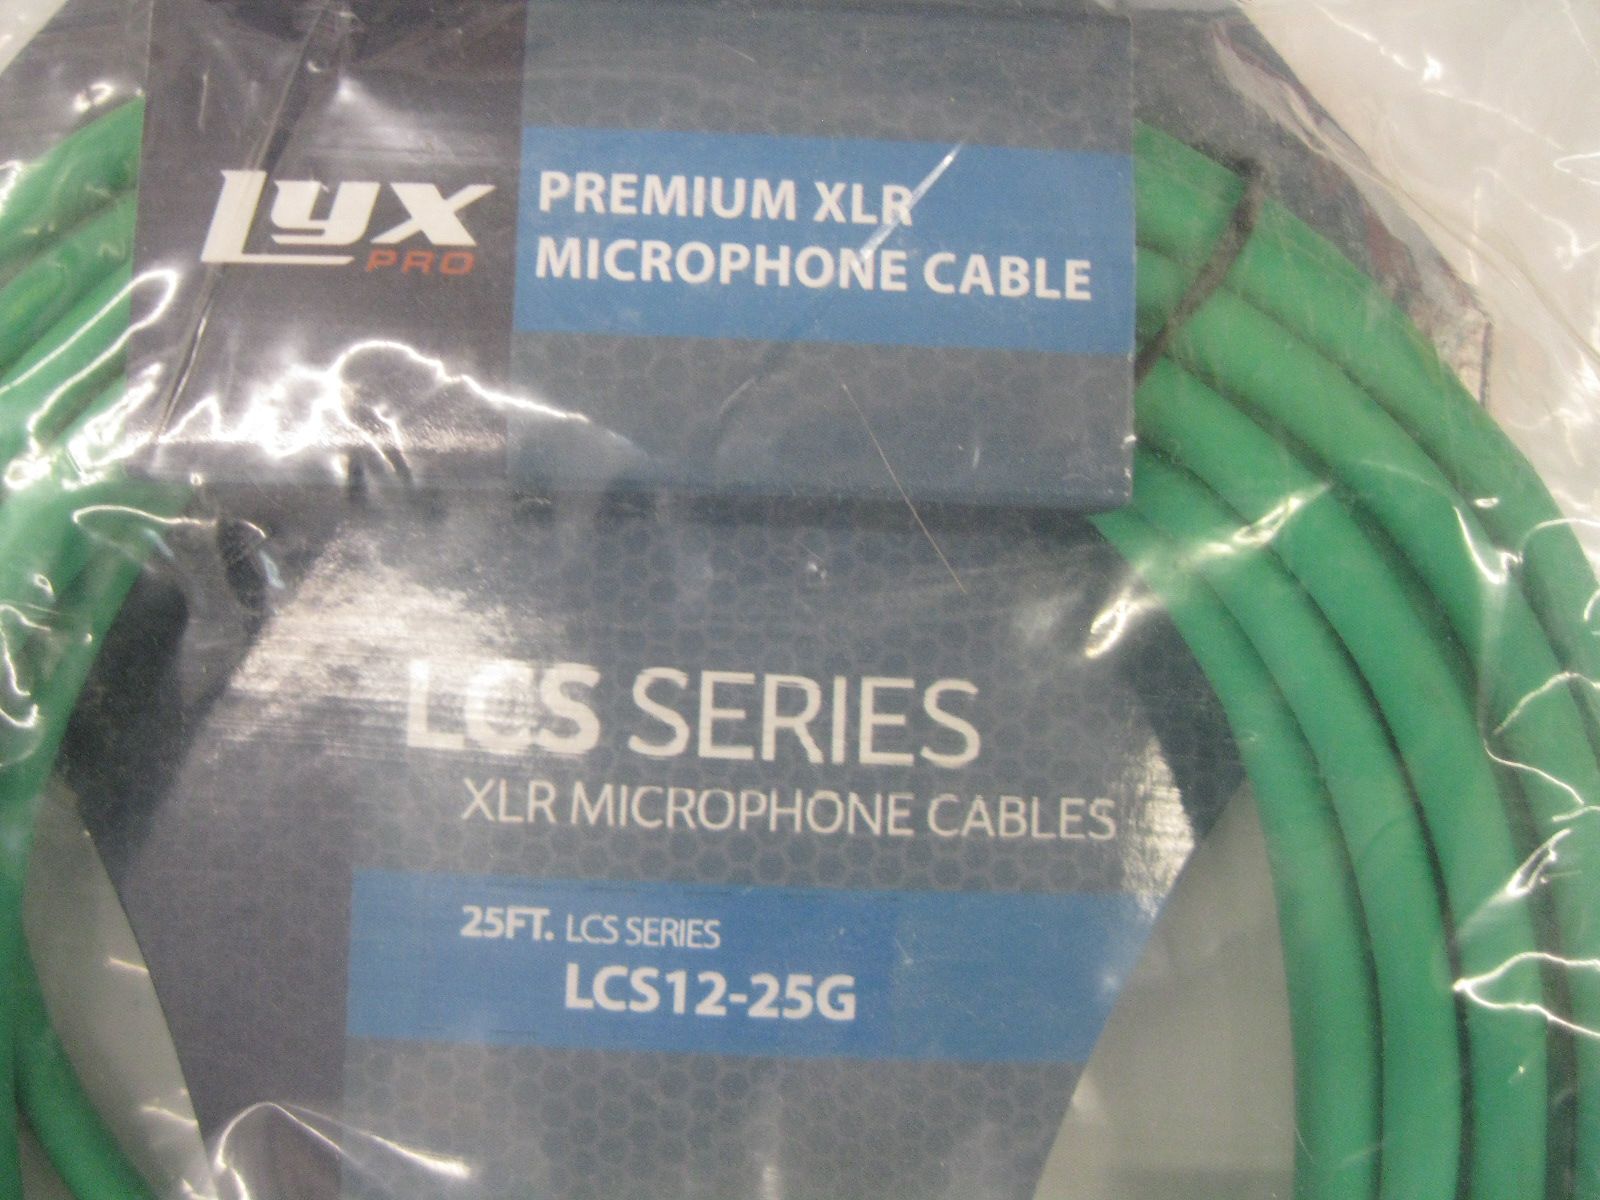 Lyx
PRO
PREMIUM XLR
MICROPHONE CABLE
LCS SERIES
XLR MICROPHONE CABLES
25FT. LCS SERIES
LCS12-25G